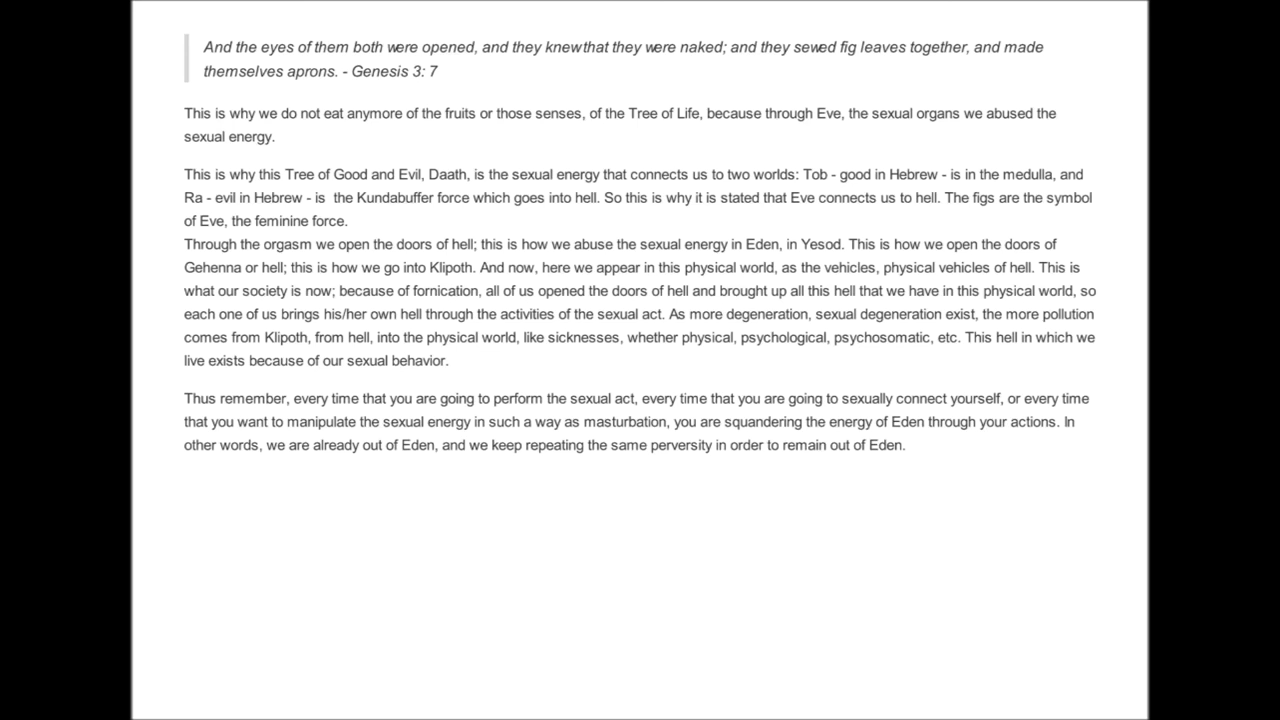 And the eyes of them both were opened, and they knew that they were naked; and they sewed fig leaves together, and made
themselves aprons. - Genesis 3: 7
This is why we do not eat anymore of the fruits or those senses, of the Tree of Life, because through Eve, the sexual organs we abused the
sexual energy.
This is why this Tree of Good and Evil, Daath, is the sexual energy that connects us to two worlds: Tob - good in Hebrew - is in the medulla, and
Ra - evil in Hebrew - is the Kundabuffer force which goes into hell. So this is why it is stated that Eve connects us to hell. The figs are the symbol
of Eve, the feminine force.
Through the orgasm we open the doors of hell; this is how we abuse the sexual energy in Eden, in Yesod. This is how we open the doors of
Gehenna or hell; this is how we go into Klipoth. And now, here we appear in this physical world, as the vehicles, physical vehicles of hell. This is
what our society is now; because of fornication, all of us opened the doors of hell and brought up all this hell that we have in this physical world, so
each one of us brings his/her own hell through the activities of the sexual act. As more degeneration, sexual degeneration exist, the more pollution
comes from Klipoth, from hell, into the physical world, like sicknesses, whether physical, psychological, psychosomatic, etc. This hell in which we
live exists because of our sexual behavior.
Thus remember, every time that you are going to perform the sexual act, every time that you are going to sexually connect yourself, or every time
that you want to manipulate the sexual energy in such a way as masturbation, you are squandering the energy of Eden through your actions. In
other words, we are already out of Eden, and we keep repeating the same perversity in order to remain out of Eden.